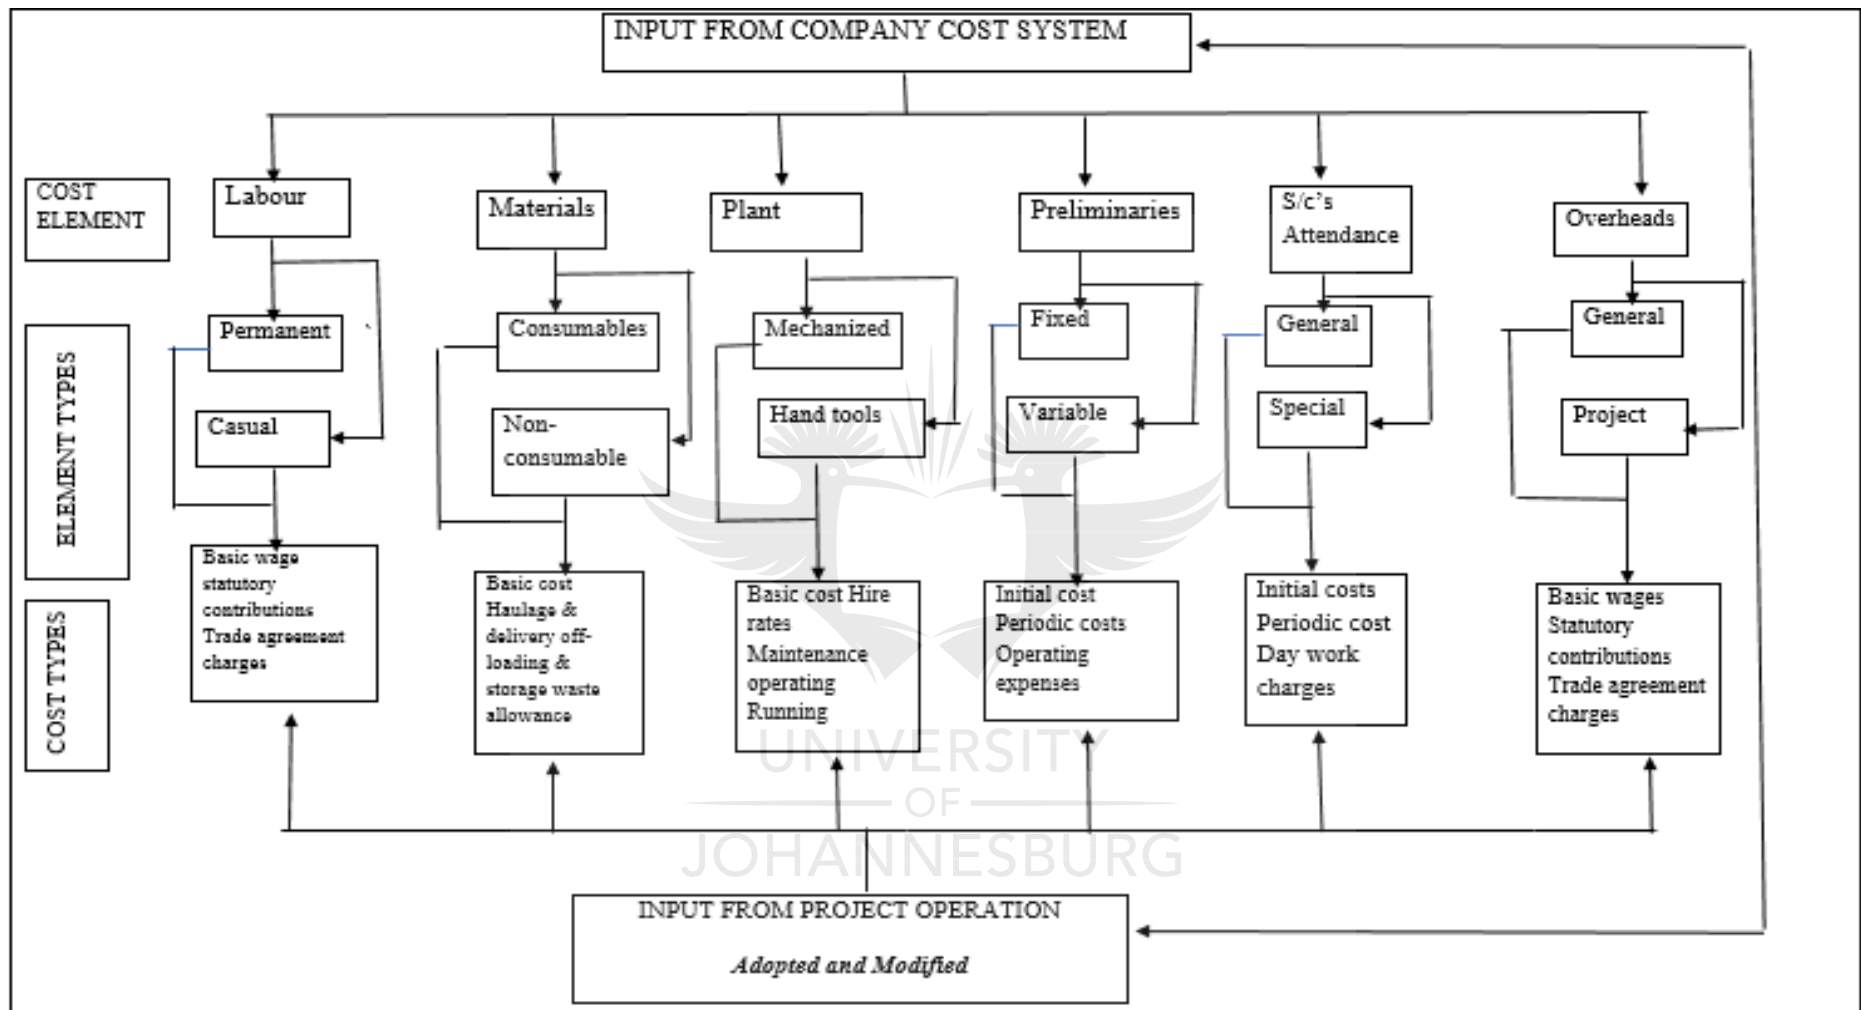 INPUT FROM COMPANY COST SYSTEM
COST
ELEMENT
Labour
Materials
Plant
Preliminaries
S/c's
Attendance
Overheads
ELEMENT TYPES
Permanent
Consumables
Mechanized
Fixed
General
General
Casual
Non-
consumable
Hand tools
Variable
Special
Project
COST TYPES
Basic wage
statutory
contributions
Trade agreement
charges
Basic cost
Haulage &
delivery off-
loading &
storage waste
allowance
Basic cost Hire
rates
Maintenance
operating
Running
Initial cost
Periodic costs
Operating
expenses
Initial costs
Periodic cost
Day work
charges
Basic wages
Statutory
contributions
Trade agreement
charges
UNIVERSITY
OF
JOHANNESBURG
INPUT FROM PROJECT OPERATION
Adopted and Modified